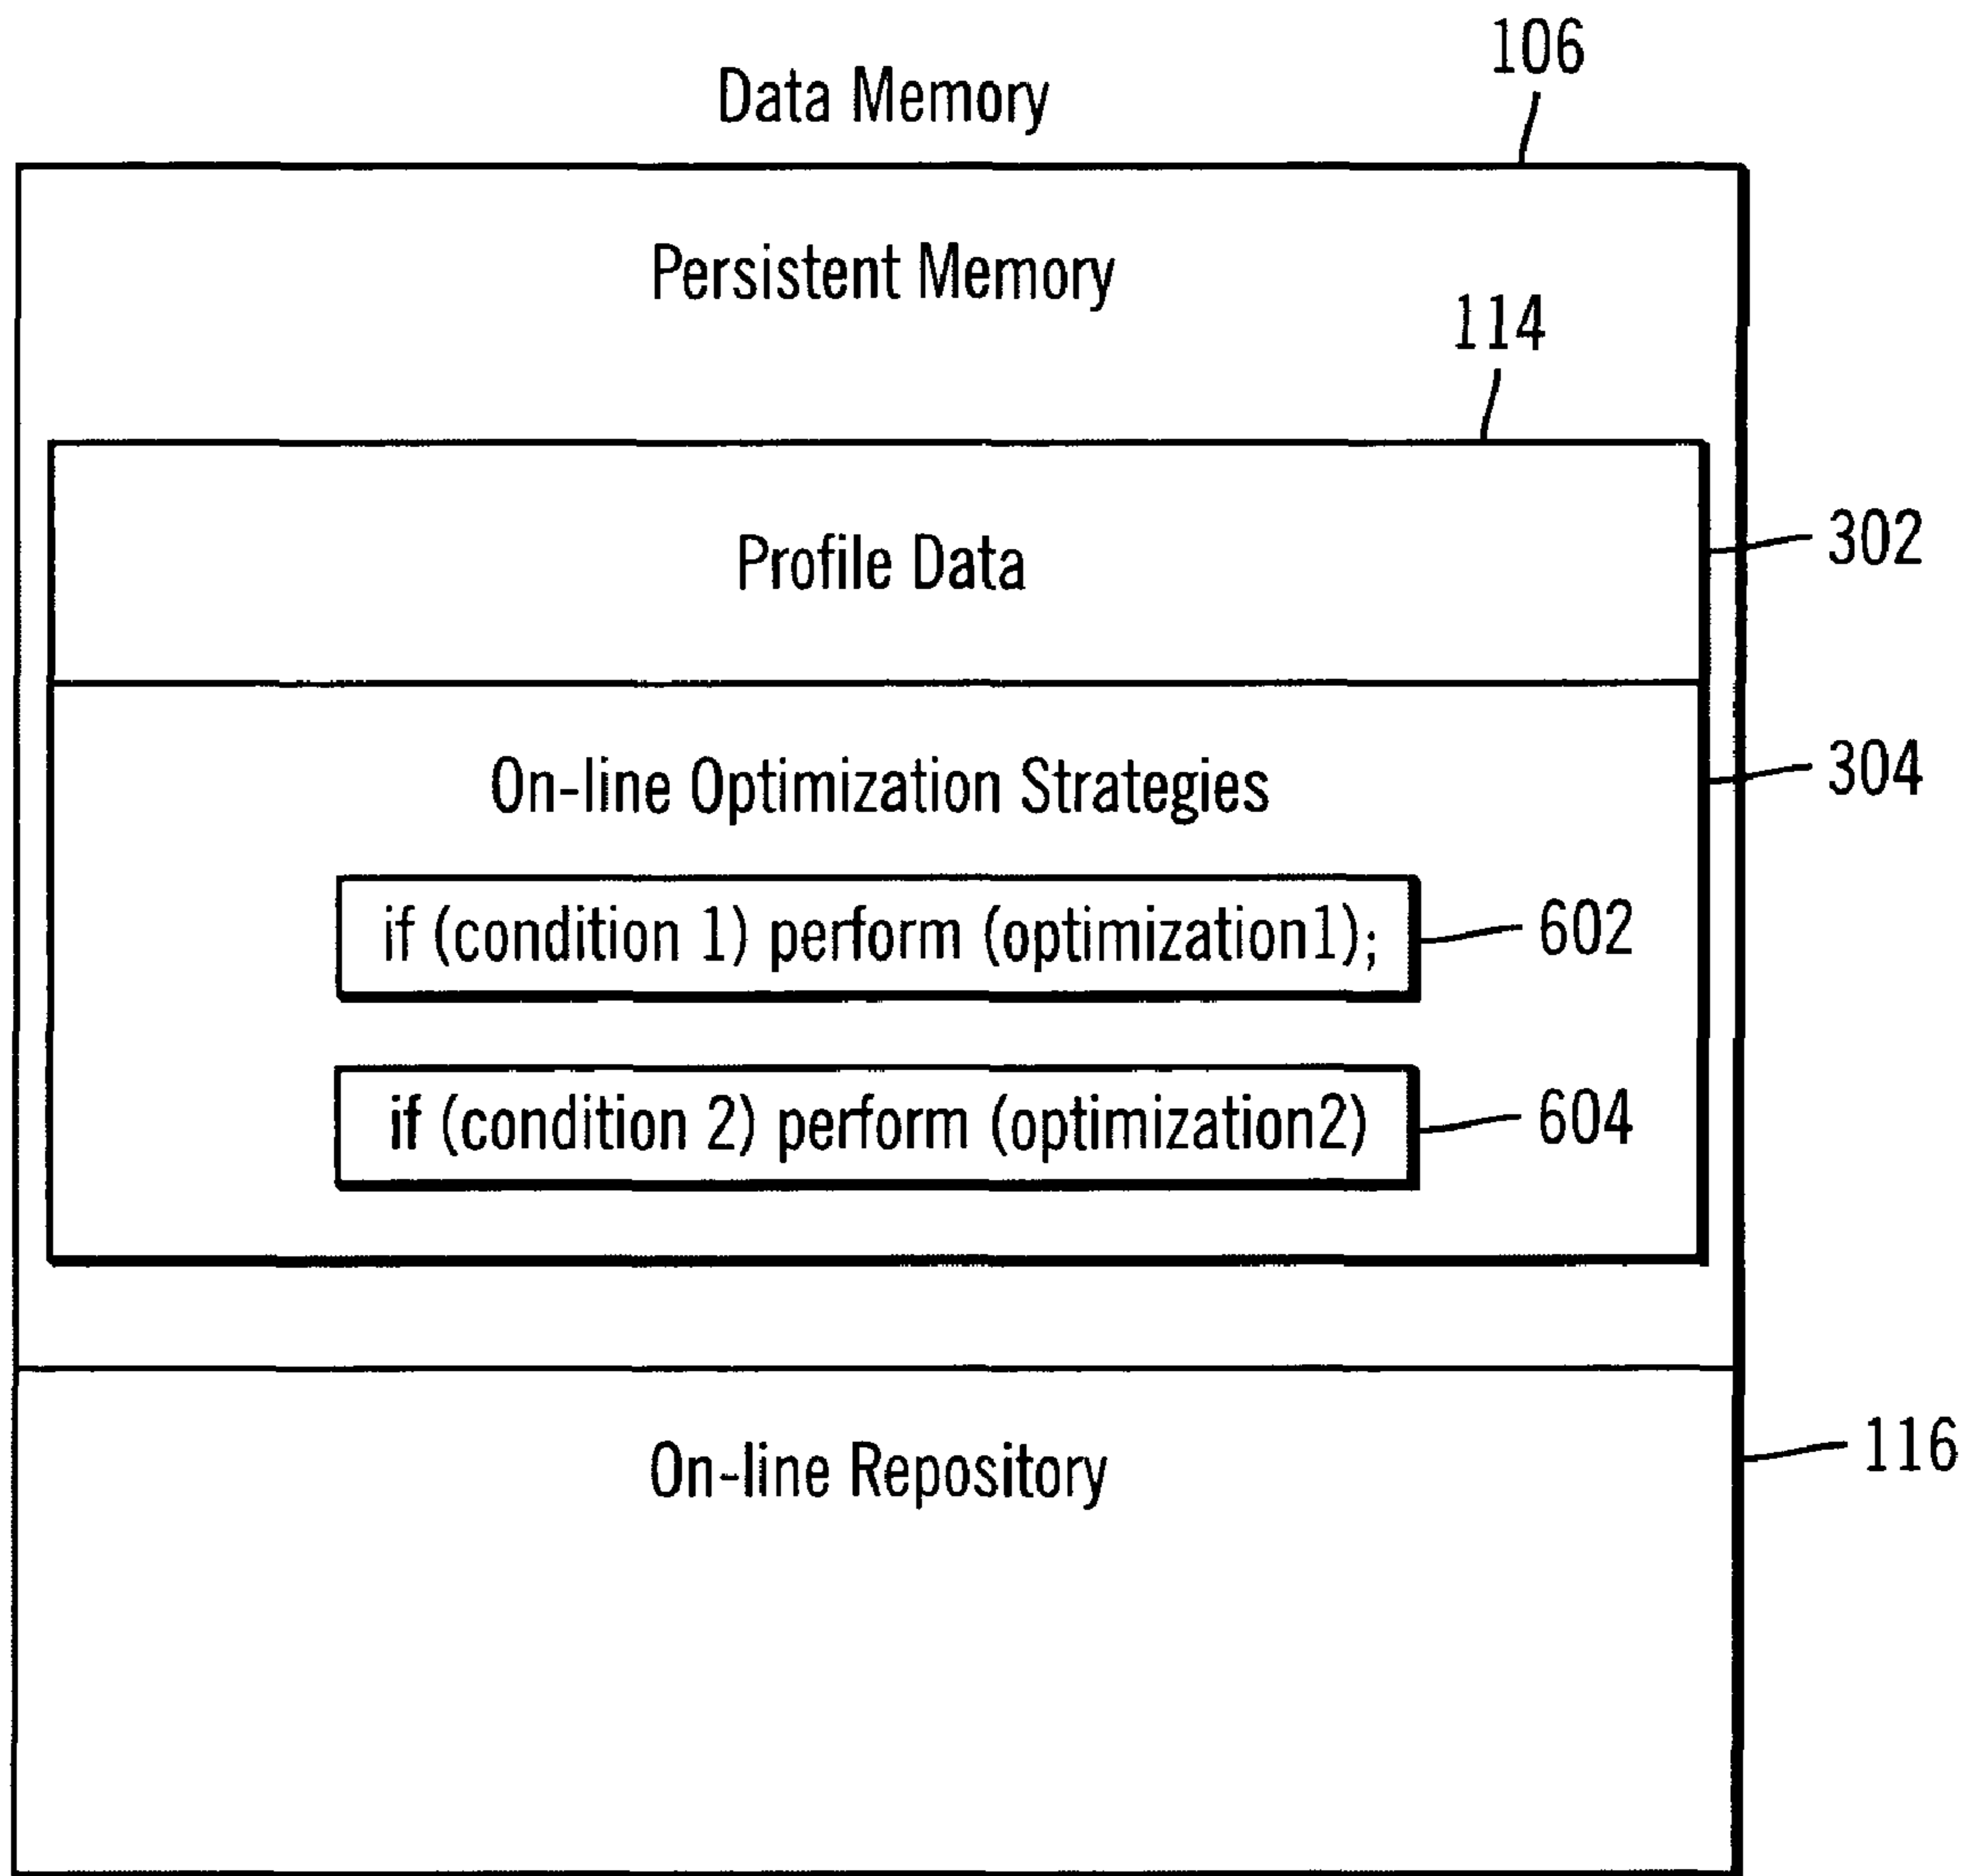 106
Data Memory
Persistent Memory
114
Profile Data
302
On-line Optimization Strategies
304
if (condition 1) perform (optimization1);
602
if (condition 2) perform (optimization2)
604
On-line Repository
116